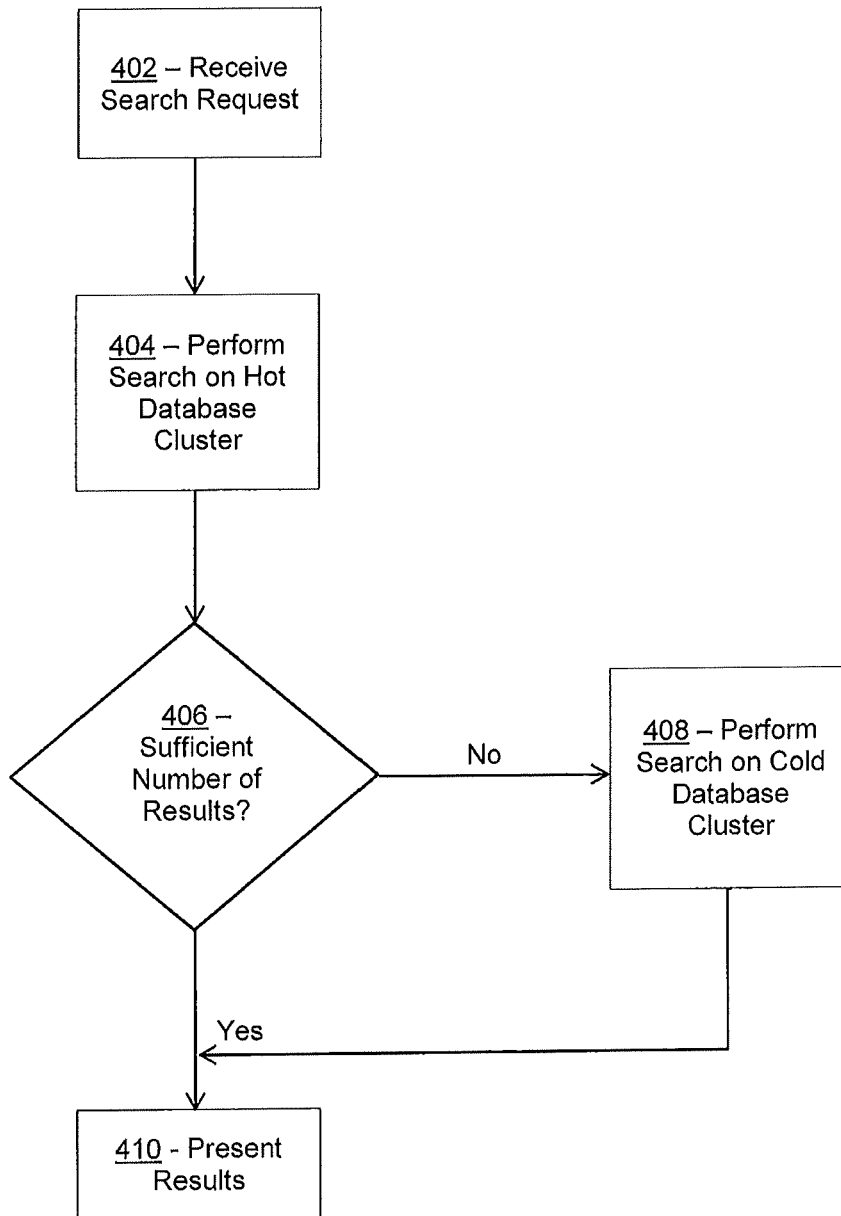 402 – Receive
Search Request
404 – Perform
Search on Hot
Database
Cluster
406 –
Sufficient
Number of
Results?
No
408 – Perform
Search on Cold
Database
Cluster
Yes
410 - Present
Results